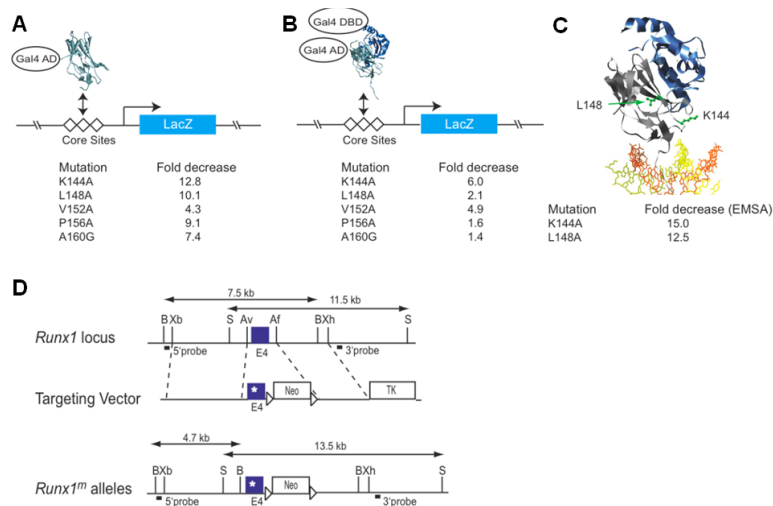 A
Gal4 AD
LacZ
Core Sites
Mutation Fold decrease
K144A 12.8
L148A 10.1
V152A 4.3
P156A 9.1
A160G 7.4
B
Gal4 DBD
Gal4 AD
LacZ
Core Sites
Mutation Fold decrease
K144A 6.0
L148A 2.1
V152A 4.9
P156A 1.6
A160G 1.4
C
L148
K144
Mutation Fold decrease (EMSA)
K144A 15.0
L148A 12.5
D
7.5 kb
11.5 kb
B Xb S Av Af B Xh S
Runx1 locus
5'probe E4 3'probe
Targeting Vector
* Neo TK
E4
4.7 kb
13.5 kb
B Xb S B B Xh S
Runx1m alleles
* Neo
5'probe E4 3'probe